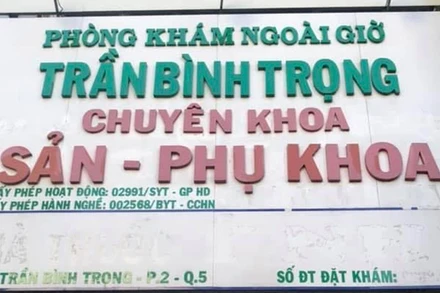 PHÒNG KHÁM NGOÀI GIỜ
TRẦN BÌNH TRỌNG
CHUYÊN KHOA
SẢN - PHỤ KHOA
ẤY PHÉP HOẠT ĐỘNG: 02991/SYT - GP HD
ẤY PHÉP HÀNH NGHỀ: 002568/BYT - CCHN
TRẦN BÌNH TRỌNG - P.2 - Q.5 SỐ ĐT ĐẶT KHÁM: